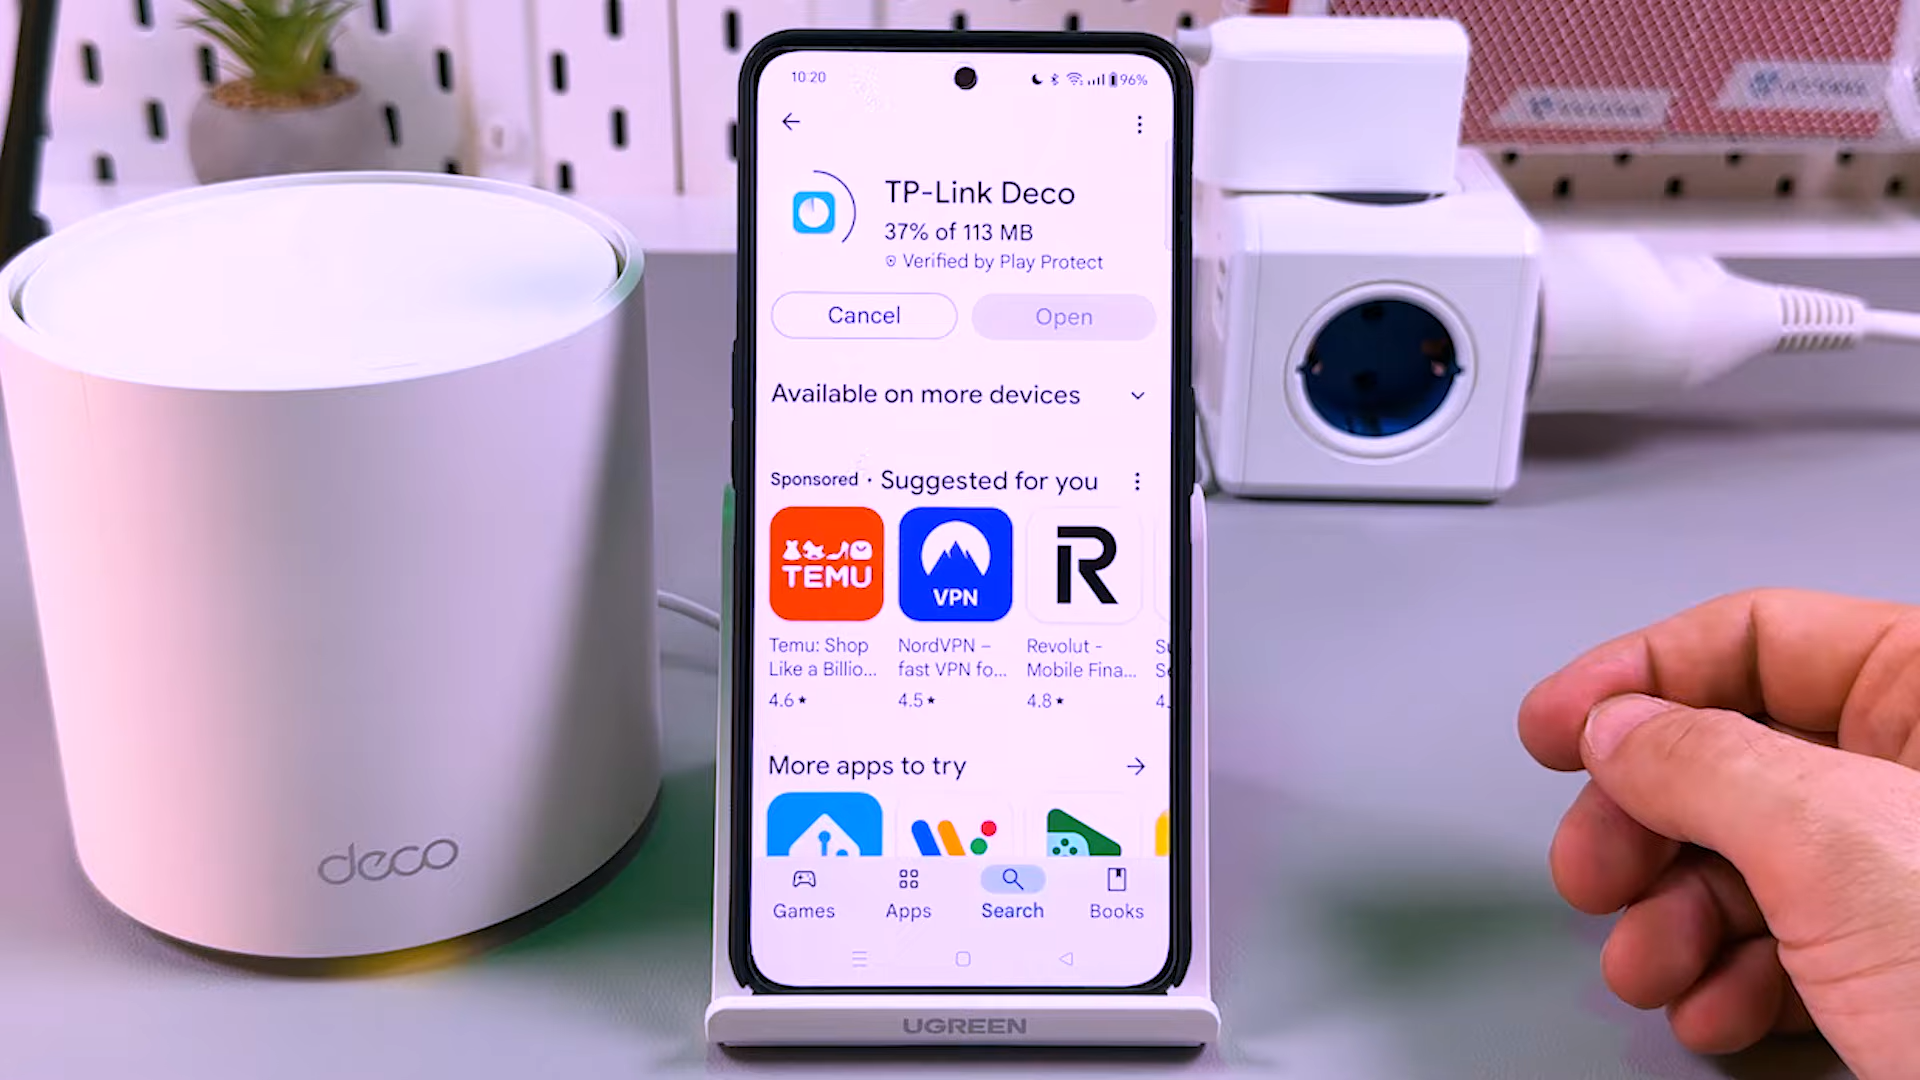 10:20
96%
TP-Link Deco
37% of 113 MB
Verified by Play Protect
Cancel
Open
Available on more devices
Sponsored · Suggested for you
TEMU
VPN
R
Temu: Shop
Like a Billio...
4.6★
NordVPN –
fast VPN fo...
4.5★
Revolut -
Mobile Fina...
4.8★
More apps to try
Games
Apps
Search
Books
deco
UGREEN